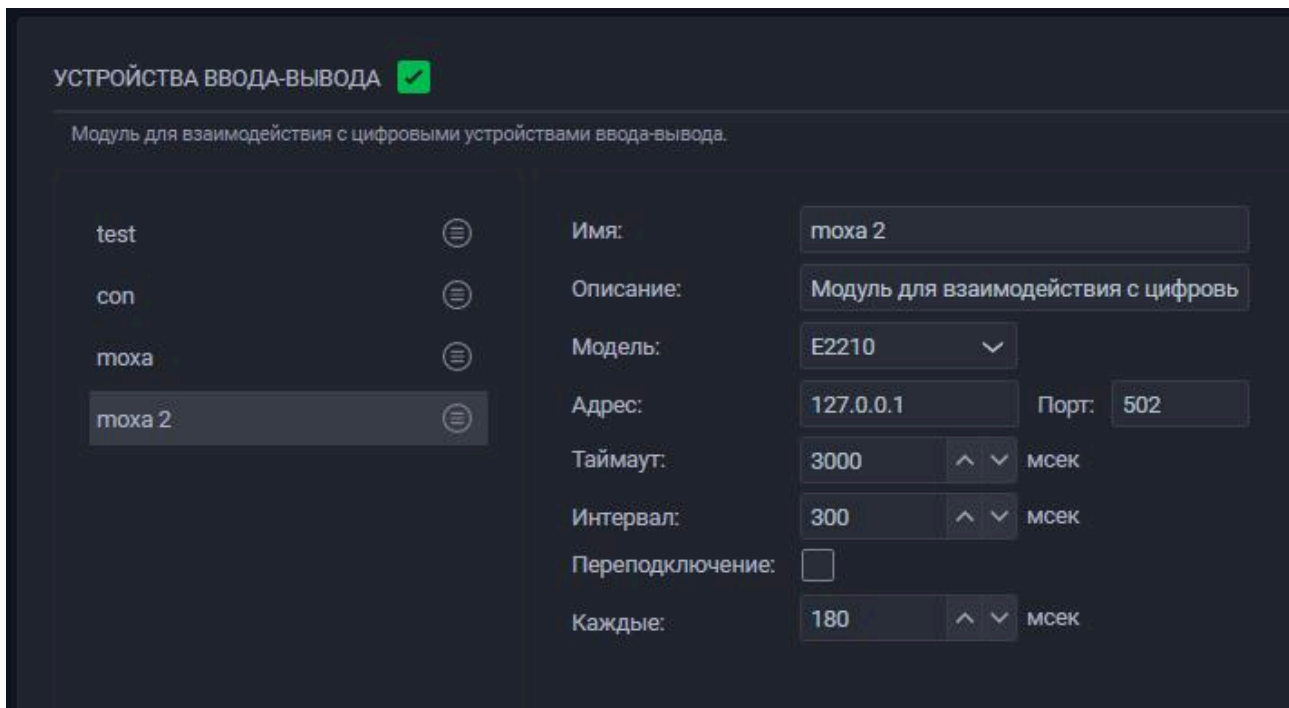 УСТРОЙСТВА ВВОДА-ВЫВОДА
Модуль для взаимодействия с цифровыми устройствами ввода-вывода.
test
con
moxa
moxa 2
Имя: moxa 2
Описание: Модуль для взаимодействия с цифровь
Модель: E2210
Адрес: 127.0.0.1 Порт: 502
Таймаут: 3000 мсек
Интервал: 300 мсек
Переподключение:
Каждые: 180 мсек